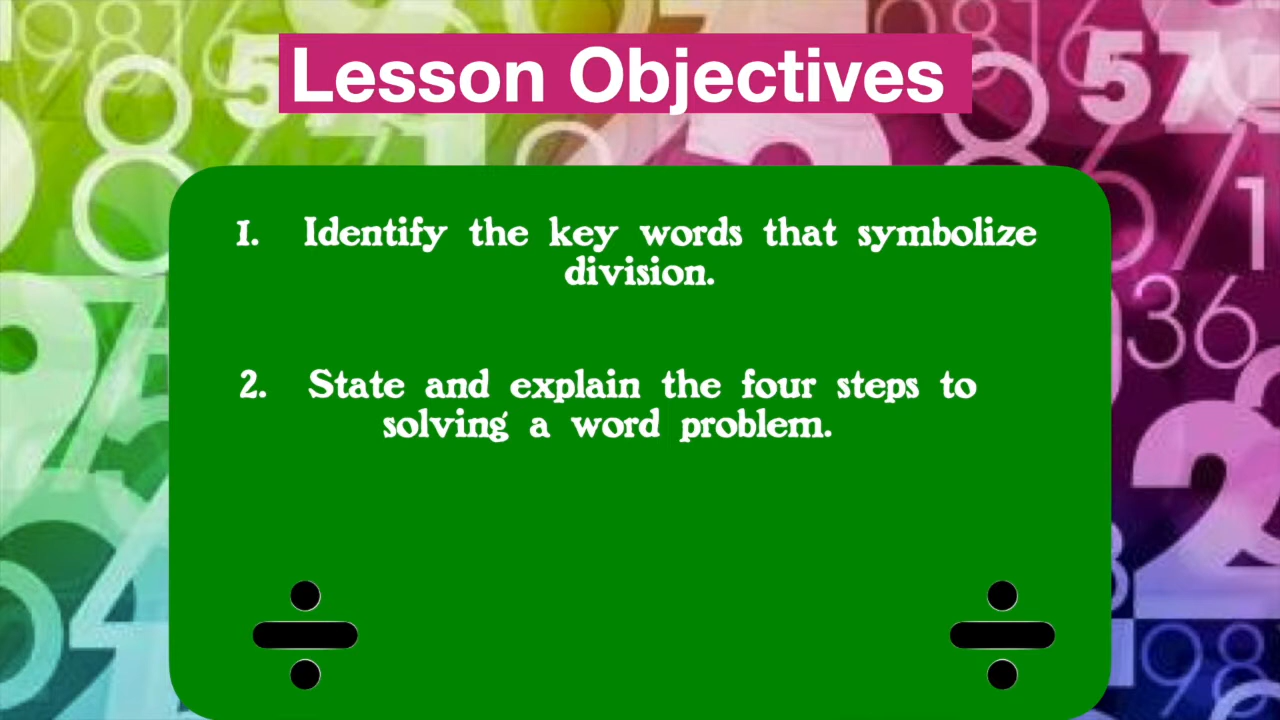 Lesson Objectives
1. Identify the key words that symbolize
division.
2. State and explain the four steps to
solving a word problem.